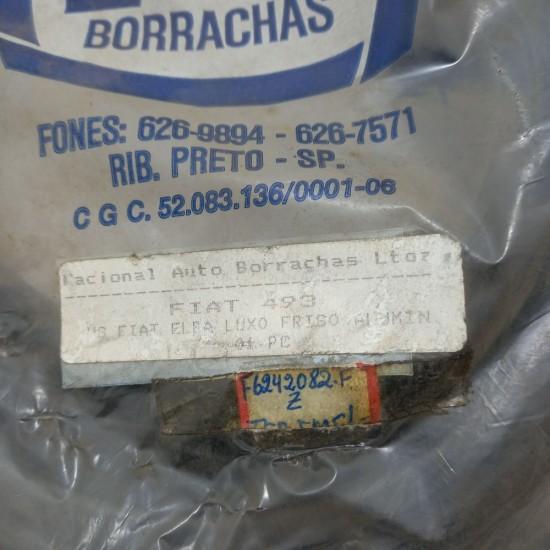 BORRACHAS
FONES: 626-9894 - 626-7571
RIB. PRETO - SP.
C G C. 52.083.136/0001-06
Nacional Auto Borrachas Ltda
FIAT 493
FIAT ELBA LUXO FRISO ALUMIN
01 PC
F6242082.F.
Z